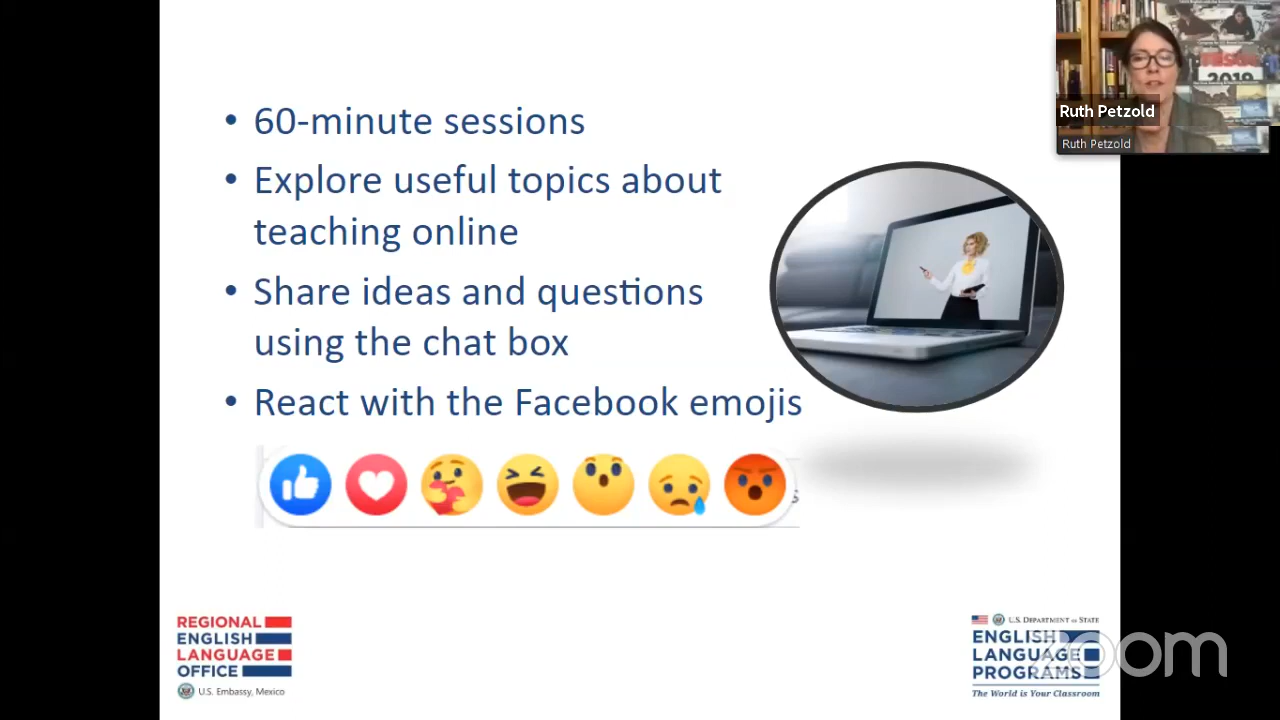 • 60-minute sessions
• Explore useful topics about
teaching online
• Share ideas and questions
using the chat box
• React with the Facebook emojis
2019
Ruth Petzold
Ruth Petzold
REGIONAL
ENGLISH
LANGUAGE
OFFICE
U.S. Embassy, Mexico
U.S. DEPARTMENT OF STATE
ENGLISH
LANGUAGE
PROGRAMS
The World is Your Classroom
zoom